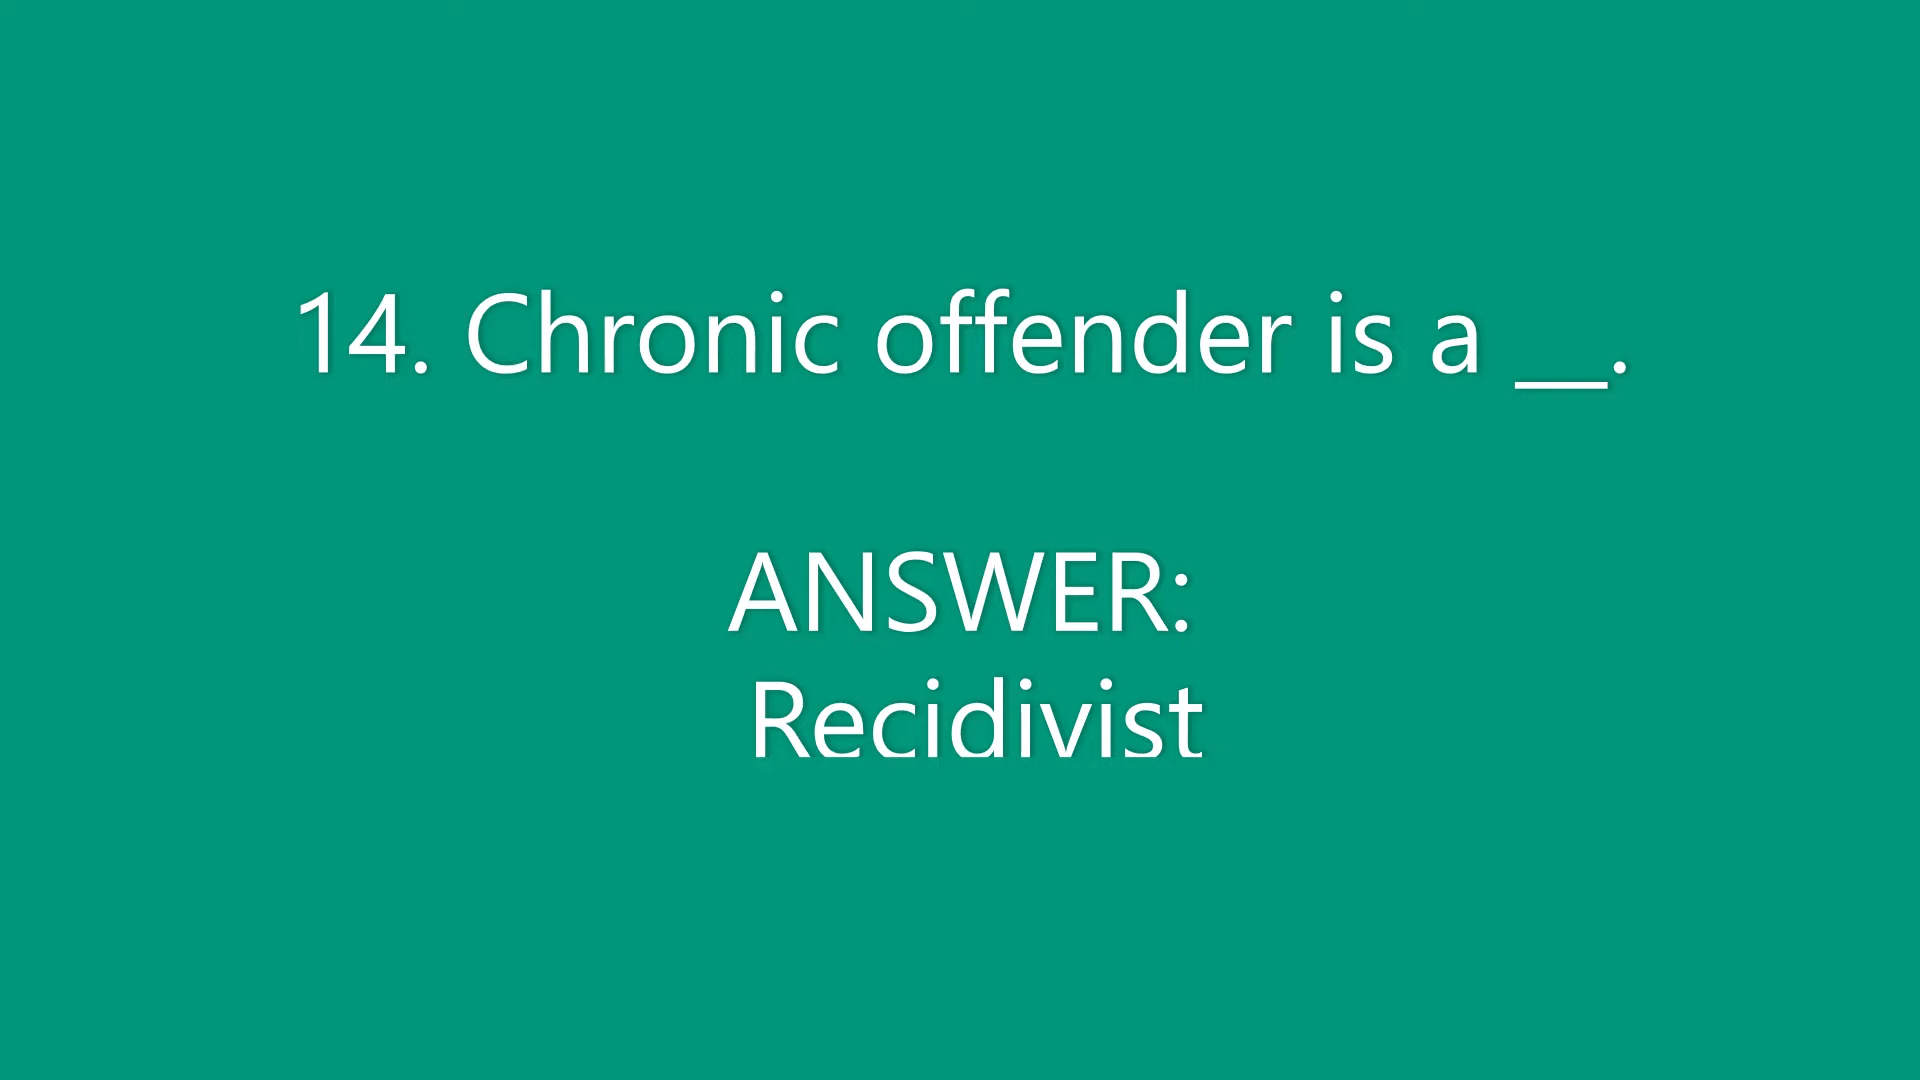 14. Chronic offender is a __.
ANSWER:
Recidivist